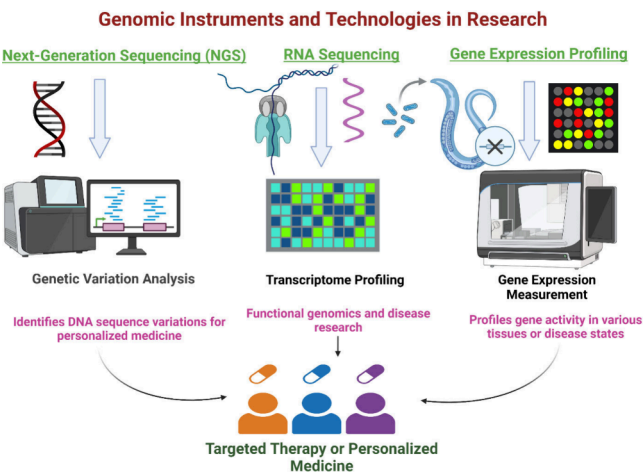 Genomic Instruments and Technologies in Research
Next-Generation Sequencing (NGS)
RNA Sequencing
Gene Expression Profiling
Genetic Variation Analysis
Transcriptome Profiling
Gene Expression
Measurement
Identifies DNA sequence variations for
personalized medicine
Functional genomics and disease
research
Profiles gene activity in various
tissues or disease states
Targeted Therapy or Personalized
Medicine